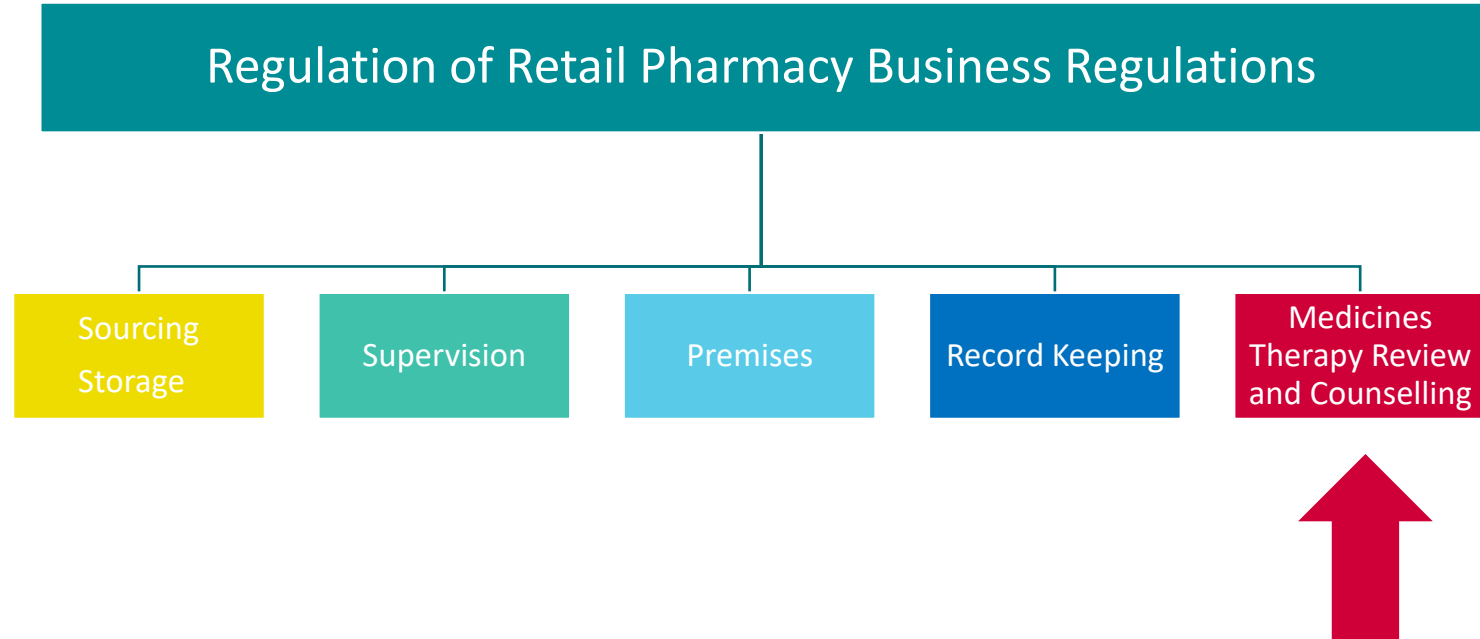 Regulation of Retail Pharmacy Business Regulations
Sourcing
Storage
Supervision
Premises
Record Keeping
Medicines
Therapy Review
and Counselling